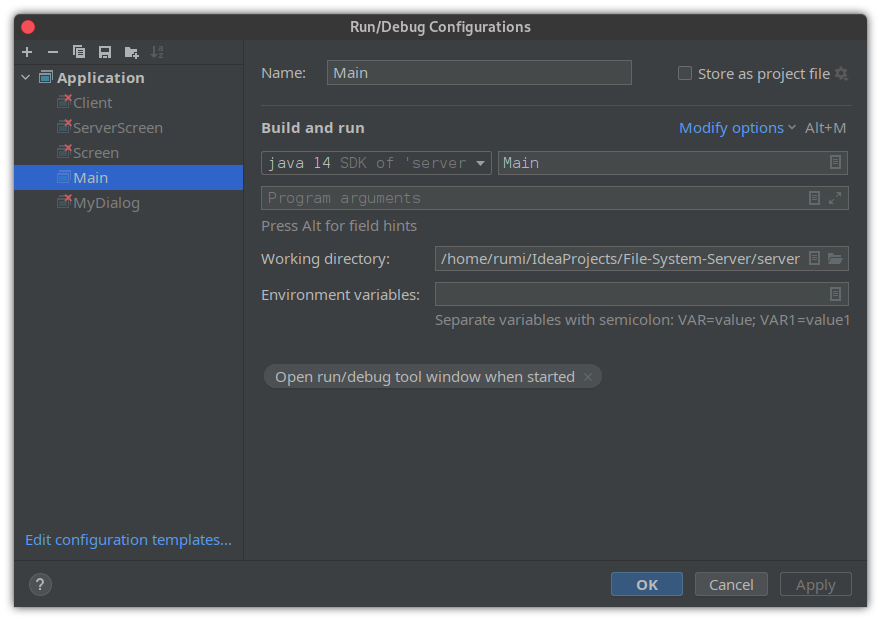 Run/Debug Configurations
Application
Client
ServerScreen
Screen
Main
MyDialog
Edit configuration templates...
Name: Main Store as project file
Build and run Modify options Alt+M
java 14 SDK of 'server Main
Program arguments
Press Alt for field hints
Working directory: /home/rumi/IdeaProjects/File-System-Server/server
Environment variables:
Separate variables with semicolon: VAR=value; VAR1=value1
Open run/debug tool window when started ×
? OK Cancel Apply